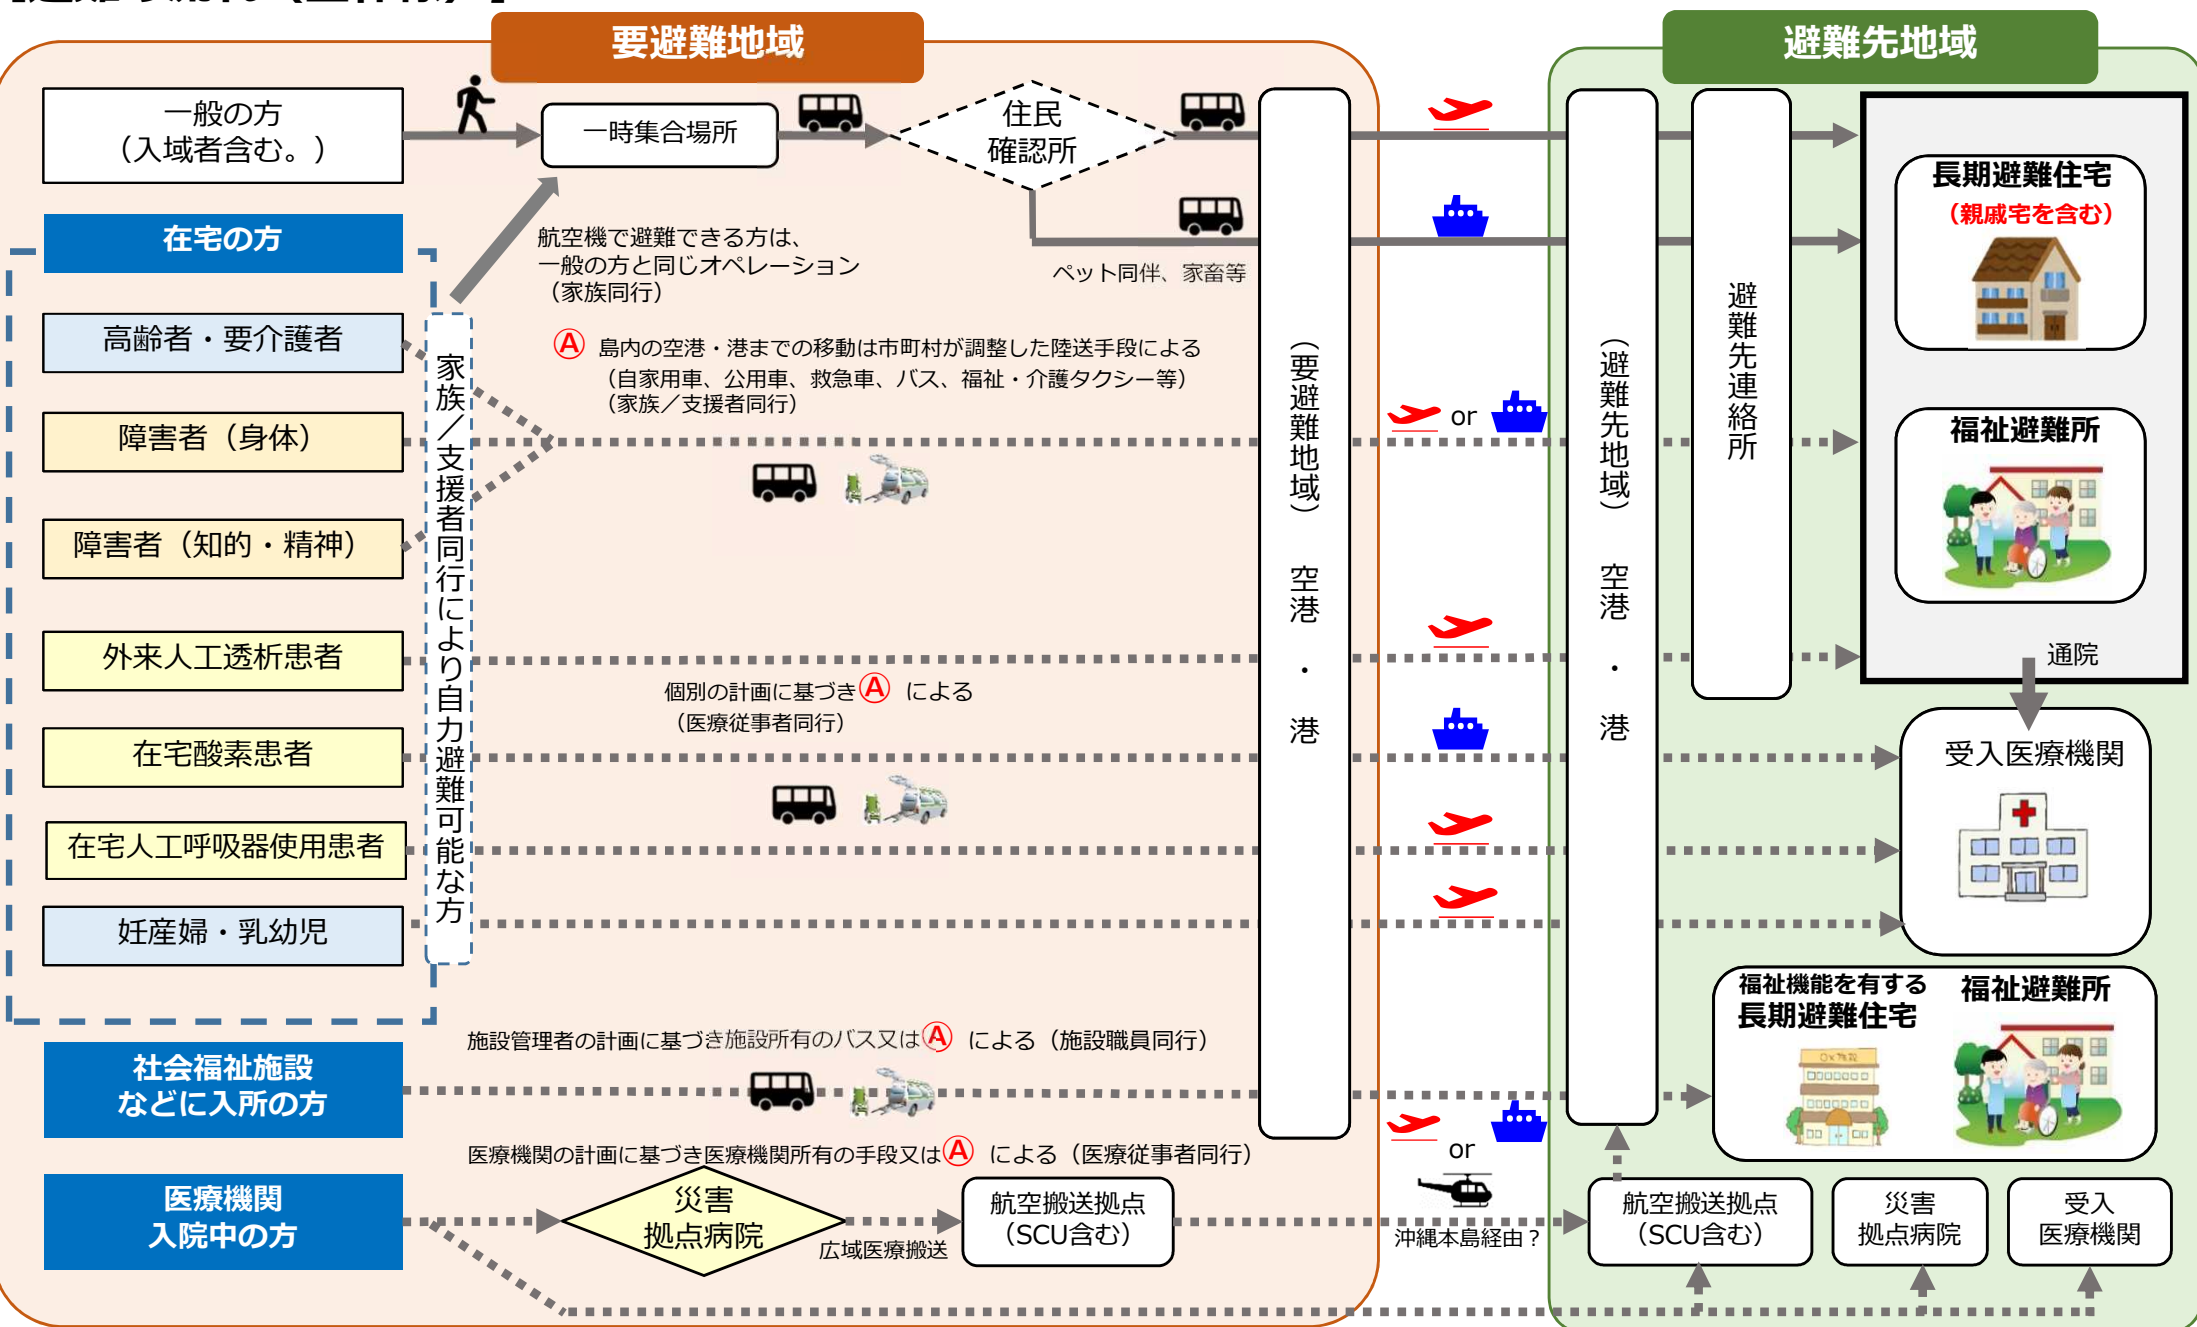 要避難地域
避難先地域
一般の方
（入域者含む。）
一時集合場所
住民
確認所
在宅の方
航空機で避難できる方は、
一般の方と同じオペレーション
（家族同行）
ペット同伴、家畜等
高齢者・要介護者
障害者（身体）
障害者（知的・精神）
外来人工透析患者
在宅酸素患者
在宅人工呼吸器使用患者
妊産婦・乳幼児
家族／支援者同行により自力避難可能な方
Ⓐ 島内の空港・港までの移動は市町村が調整した陸送手段による
（自家用車、公用車、救急車、バス、福祉・介護タクシー等）
（家族／支援者同行）
個別の計画に基づきⒶ による
（医療従事者同行）
（要避難地域） 空港・港
or
（避難先地域） 空港・港
避難先連絡所
長期避難住宅
（親戚宅を含む）
福祉避難所
通院
受入医療機関
社会福祉施設
などに入所の方
施設管理者の計画に基づき施設所有のバス又はⒶ による（施設職員同行）
福祉機能を有する
長期避難住宅
福祉避難所
医療機関
入院中の方
医療機関の計画に基づき医療機関所有の手段又はⒶ による（医療従事者同行）
災害
拠点病院
広域医療搬送
航空搬送拠点
（SCU含む）
or
沖縄本島経由？
航空搬送拠点
（SCU含む）
災害
拠点病院
受入
医療機関